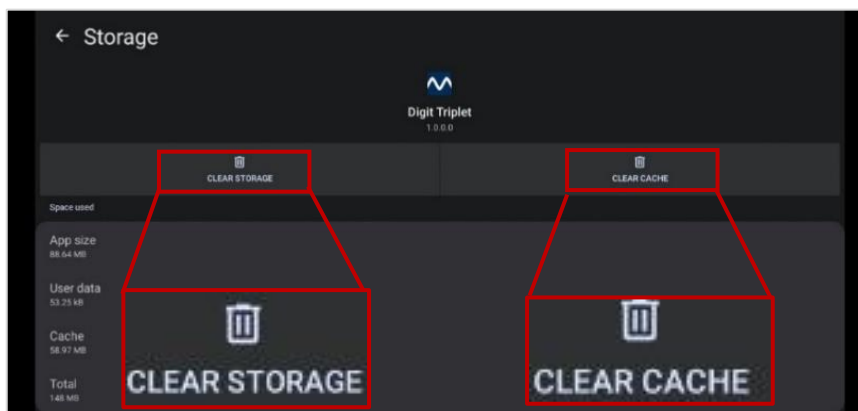 ← Storage
Digit Triplet
1.0.0.0
CLEAR STORAGE
CLEAR CACHE
Space used
App size
88.64 MB
User data
53.25 kB
Cache
58.97 MB
Total
148 MB
CLEAR STORAGE
CLEAR CACHE